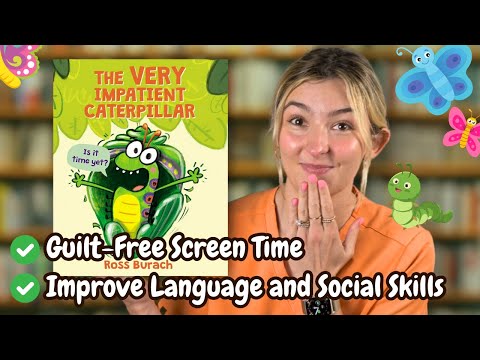 THE VERY
IMPATIENT
CATERPILLAR
Is it
time yet?
Ross Burach
Guilt-Free Screen Time
Improve Language and Social Skills